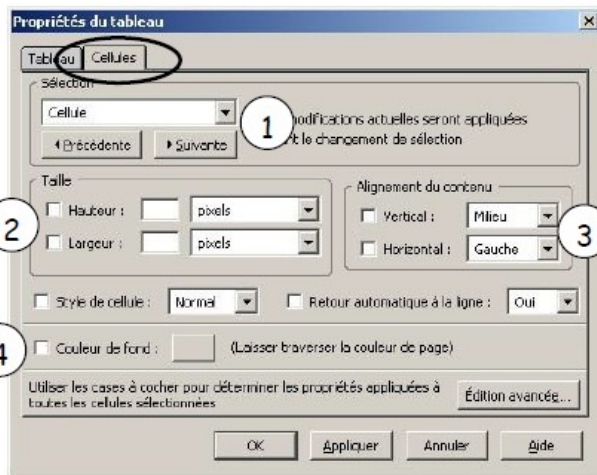 Propriétés du tableau
Tableau Cellules
Sélection
Cellule
1
modifications actuelles seront appliquées
le changement de sélection
Précédente Suivante
Taille
Hauteur : pixels
Largeur : pixels
2
Alignement du contenu
Vertical : Milieu
Horizontal : Gauche
3
Style de cellule : Normal Retour automatique à la ligne : Oui
4
Couleur de fond : (Laisser traverser la couleur de page)
Utiliser les cases à cocher pour déterminer les propriétés appliquées à
toutes les cellules sélectionnées
Édition avancée...
OK Appliquer Annuler Aide